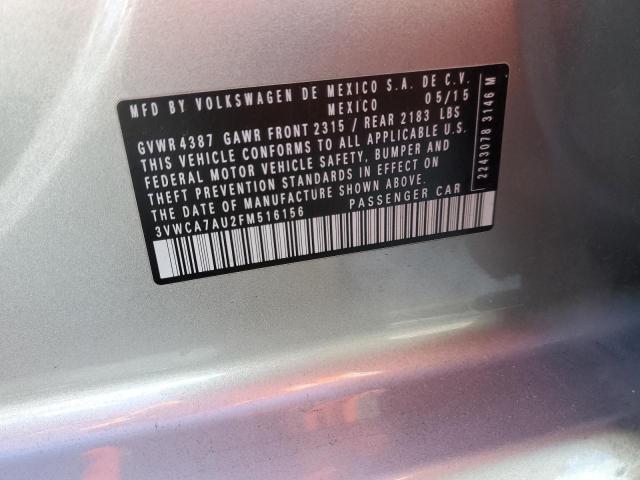 MFD BY VOLKSWAGEN DE MEXICO S.A. DE C.V.
MEXICO 05/15
GVWR 4387 GAWR FRONT 2315 / REAR 2183 LBS
THIS VEHICLE CONFORMS TO ALL APPLICABLE U.S.
FEDERAL MOTOR VEHICLE SAFETY, BUMPER AND
THEFT PREVENTION STANDARDS IN EFFECT ON
THE DATE OF MANUFACTURE SHOWN ABOVE.
3VWCA7AU2FM516156 PASSENGER CAR
2243078 3146 M